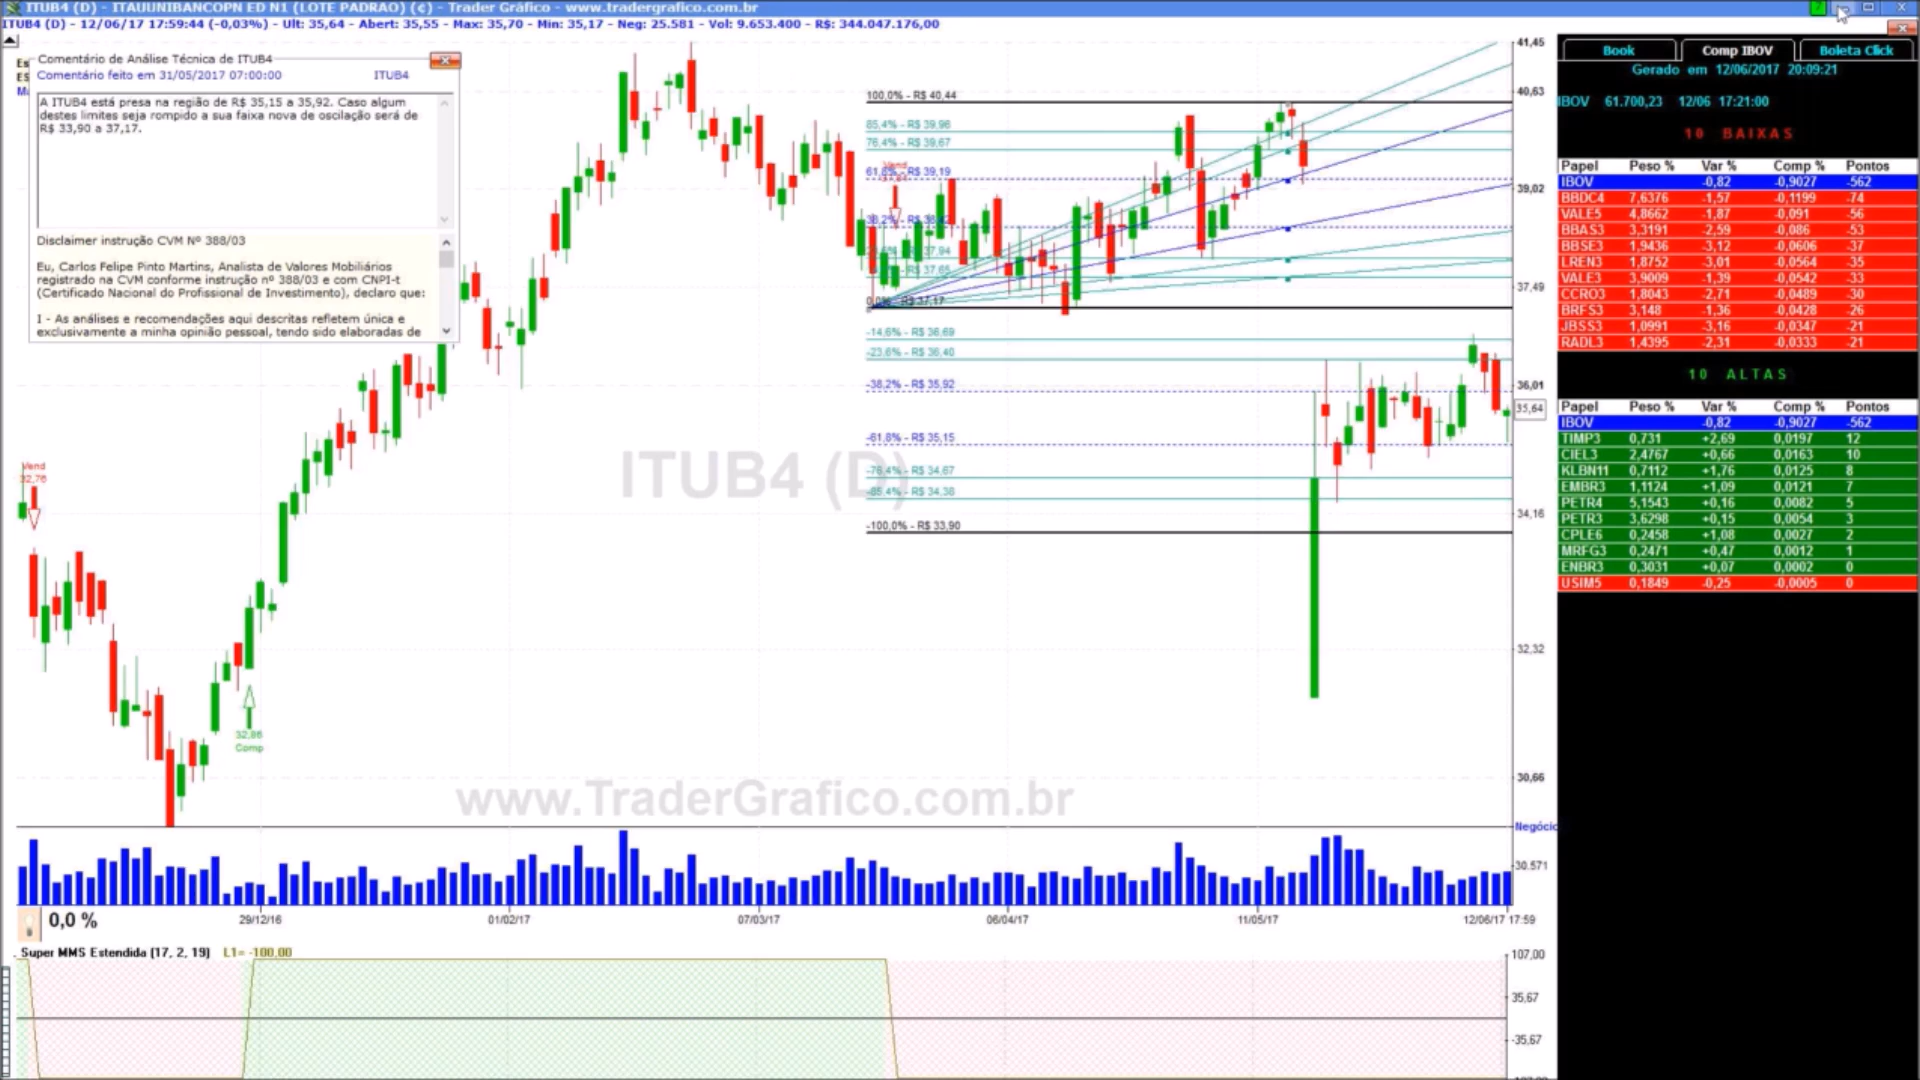 ITUB4 (D) - ITAUUNIBANCOPN ED N1 (LOTE PADRAO) (¢) - Trader Gráfico - www.tradergrafico.com.br
ITUB4 (D) - 12/06/17 17:59:44 (-0,03%) - Ult: 35,64 - Abert: 35,55 - Max: 35,70 - Min: 35,17 - Neg: 25.581 - Vol: 9.653.400 - R$: 344.047.176,00
Comentário de Análise Técnica de ITUB4
Comentário feito em 31/05/2017 07:00:00 ITUB4
A ITUB4 está presa na região de R$ 35,15 a 35,92. Caso algum
destes limites seja rompido a sua faixa nova de oscilação será de
R$ 33,90 a 37,17.
Disclaimer instrução CVM Nº 388/03
Eu, Carlos Felipe Pinto Martins, Analista de Valores Mobiliários
registrado na CVM conforme instrução nº 388/03 e com CNPI-t
(Certificado Nacional do Profissional de Investimento), declaro que:
I - As análises e recomendações aqui descritas refletem única e
exclusivamente a minha opinião pessoal, tendo sido elaboradas de
100,0% - R$ 40,44
85,4% - R$ 39,96
76,4% - R$ 39,67
Vend
61,8% - R$ 39,19
37,94
37,65
0,0% - R$ 37,17
-14,6% - R$ 36,69
-23,6% - R$ 36,40
-38,2% - R$ 35,92
-61,8% - R$ 35,15
-76,4% - R$ 34,67
-85,4% - R$ 34,38
-100,0% - R$ 33,90
ITUB4 (D)
Vend
32,76
32,86
Comp
www.TraderGrafico.com.br
41,45
40,63
39,02
37,49
36,01
35,64
34,16
32,32
30,66
Negócio
30.571
0,0 %
29/12/16 01/02/17 07/03/17 06/04/17 11/05/17 12/06/17 17:59
Super MMS Estendida (17, 2, 19) L1= -100,00
107,00
35,67
-35,67
Book Comp IBOV Boleta Click
Gerado em 12/06/2017 20:09:21
IBOV 61.700,23 12/06 17:21:00
10 BAIXAS
Papel Peso % Var % Comp % Pontos
IBOV -0,82 -0,9027 -562
BBDC4 7,6376 -1,57 -0,1199 -74
VALE5 4,8662 -1,87 -0,091 -56
BBAS3 3,3191 -2,59 -0,086 -53
BBSE3 1,9436 -3,12 -0,0606 -37
LREN3 1,8752 -3,01 -0,0564 -35
VALE3 3,9009 -1,39 -0,0542 -33
CCRO3 1,8043 -2,71 -0,0489 -30
BRFS3 3,148 -1,36 -0,0428 -26
JBSS3 1,0991 -3,16 -0,0347 -21
RADL3 1,4395 -2,31 -0,0333 -21
10 ALTAS
Papel Peso % Var % Comp % Pontos
IBOV -0,82 -0,9027 -562
TIMP3 0,731 +2,69 0,0197 12
CIEL3 2,4767 +0,66 0,0163 10
KLBN11 0,7112 +1,76 0,0125 8
EMBR3 1,1124 +1,09 0,0121 7
PETR4 5,1543 +0,16 0,0082 5
PETR3 3,6298 +0,15 0,0054 3
CPLE6 0,2458 +1,08 0,0027 2
MRFG3 0,2471 +0,47 0,0012 1
ENBR3 0,3031 +0,07 0,0002 0
USIM5 0,1849 -0,25 -0,0005 0